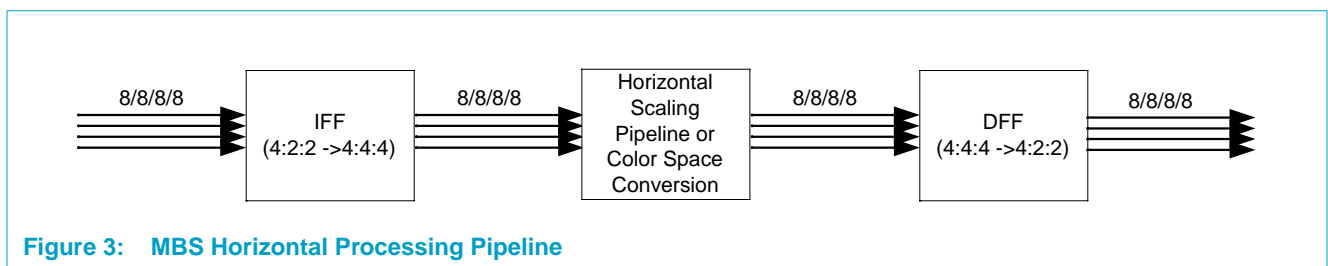 8/8/8/8
IFF
(4:2:2 ->4:4:4)
8/8/8/8
Horizontal
Scaling
Pipeline or
Color Space
Conversion
8/8/8/8
DFF
(4:4:4 ->4:2:2)
8/8/8/8
Figure 3: MBS Horizontal Processing Pipeline